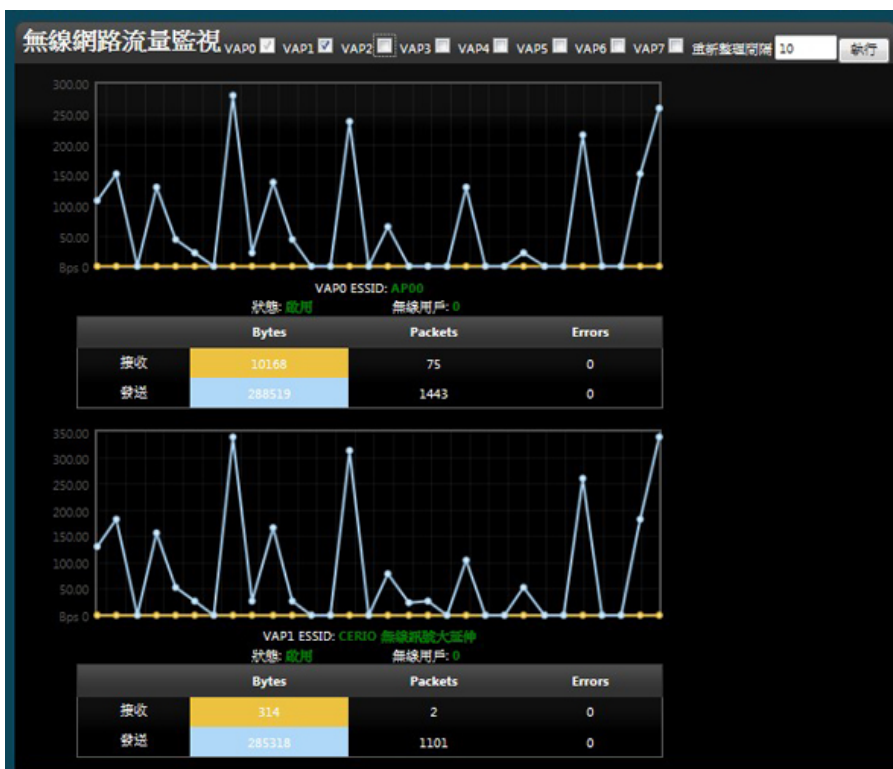 無線網路流量監視 VAP0 VAP1 VAP2 VAP3 VAP4 VAP5 VAP6 VAP7 重新整理間隔 10 執行
300.00
250.00
200.00
150.00
100.00
50.00
Bps 0
VAP0 ESSID: AP00
狀態: 啟用 無線用戶: 0
Bytes Packets Errors
接收 10168 75 0
發送 288519 1443 0
350.00
300.00
250.00
200.00
150.00
100.00
50.00
Bps 0
VAP1 ESSID: CERIO 無線訊號大延伸
狀態: 啟用 無線用戶: 0
Bytes Packets Errors
接收 314 2 0
發送 285318 1101 0